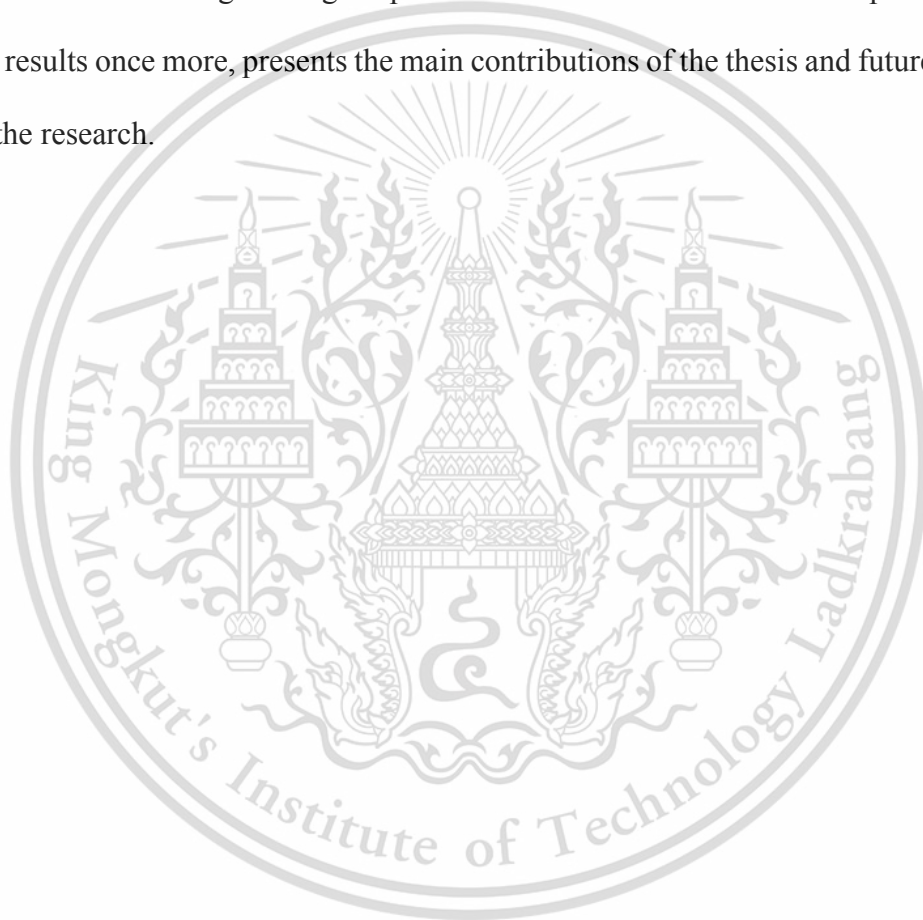 results once more, presents the main contributions of the thesis and future
the research.
King Mongkut's Institute of Technology Ladkrabang